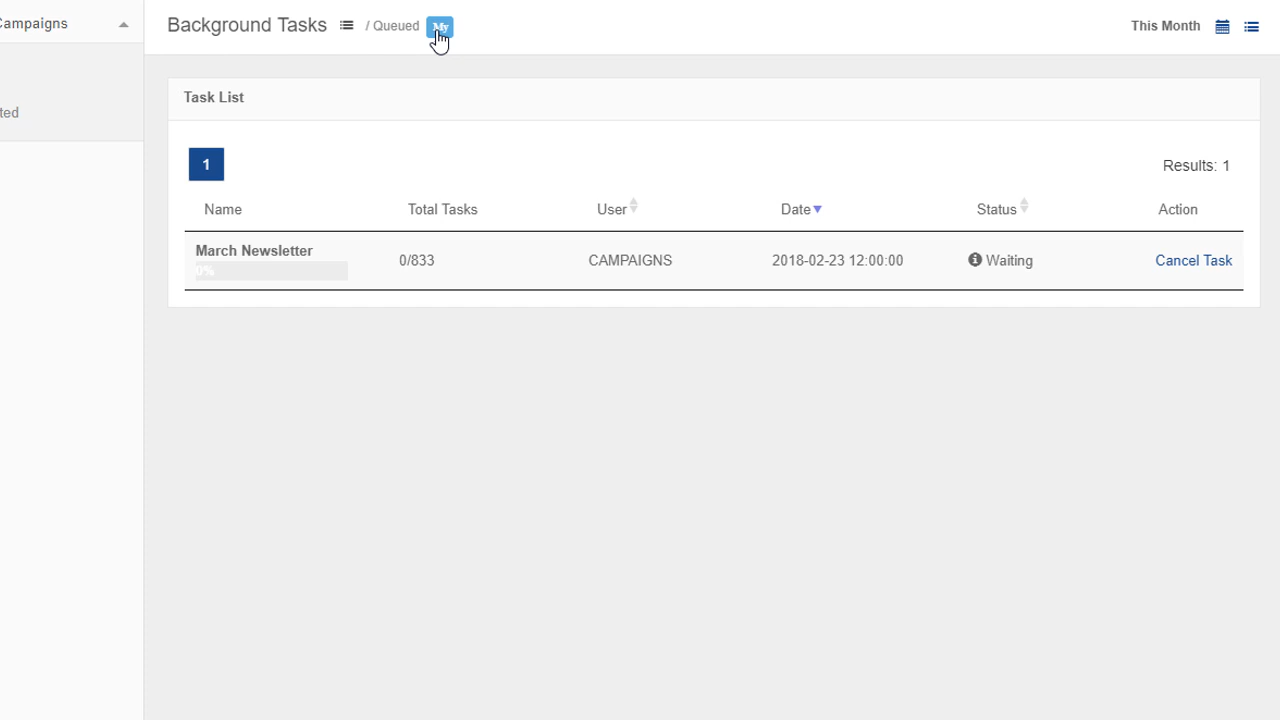 Campaigns
ted
Background Tasks / Queued My
This Month
Task List
1
Results: 1
Name Total Tasks User Date Status Action
March Newsletter 0/833 CAMPAIGNS 2018-02-23 12:00:00 Waiting Cancel Task
0%